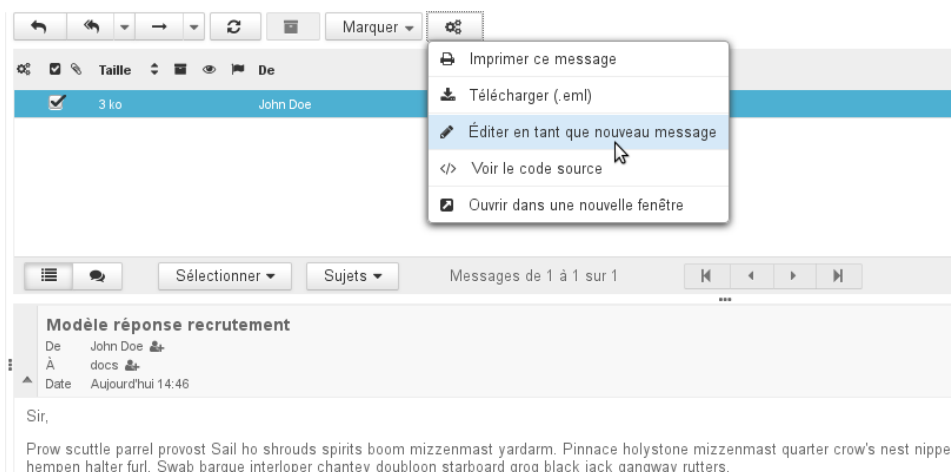 Marquer
Imprimer ce message
Taille De
Télécharger (.eml)
3 ko John Doe
Éditer en tant que nouveau message
Voir le code source
Ouvrir dans une nouvelle fenêtre
Sélectionner Sujets Messages de 1 à 1 sur 1
Modèle réponse recrutement
De John Doe
À docs
Date Aujourd'hui 14:46
Sir,
Prow scuttle parrel provost Sail ho shrouds spirits boom mizzenmast yardarm. Pinnace holystone mizzenmast quarter crow's nest nippe
hempen halter furl. Swab barque interloper chantey doubloon starboard grog black jack gangway rutters.